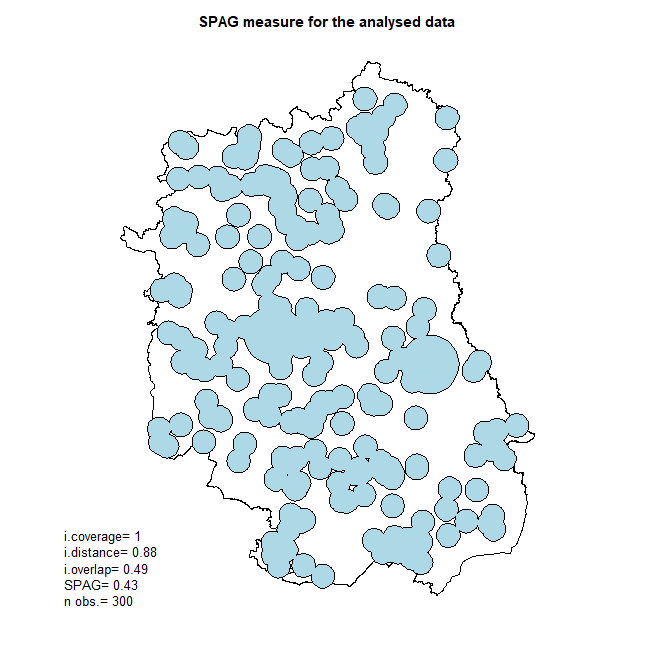 SPAG measure for the analysed data
i.coverage= 1
i.distance= 0.88
i.overlap= 0.49
SPAG= 0.43
n obs.= 300